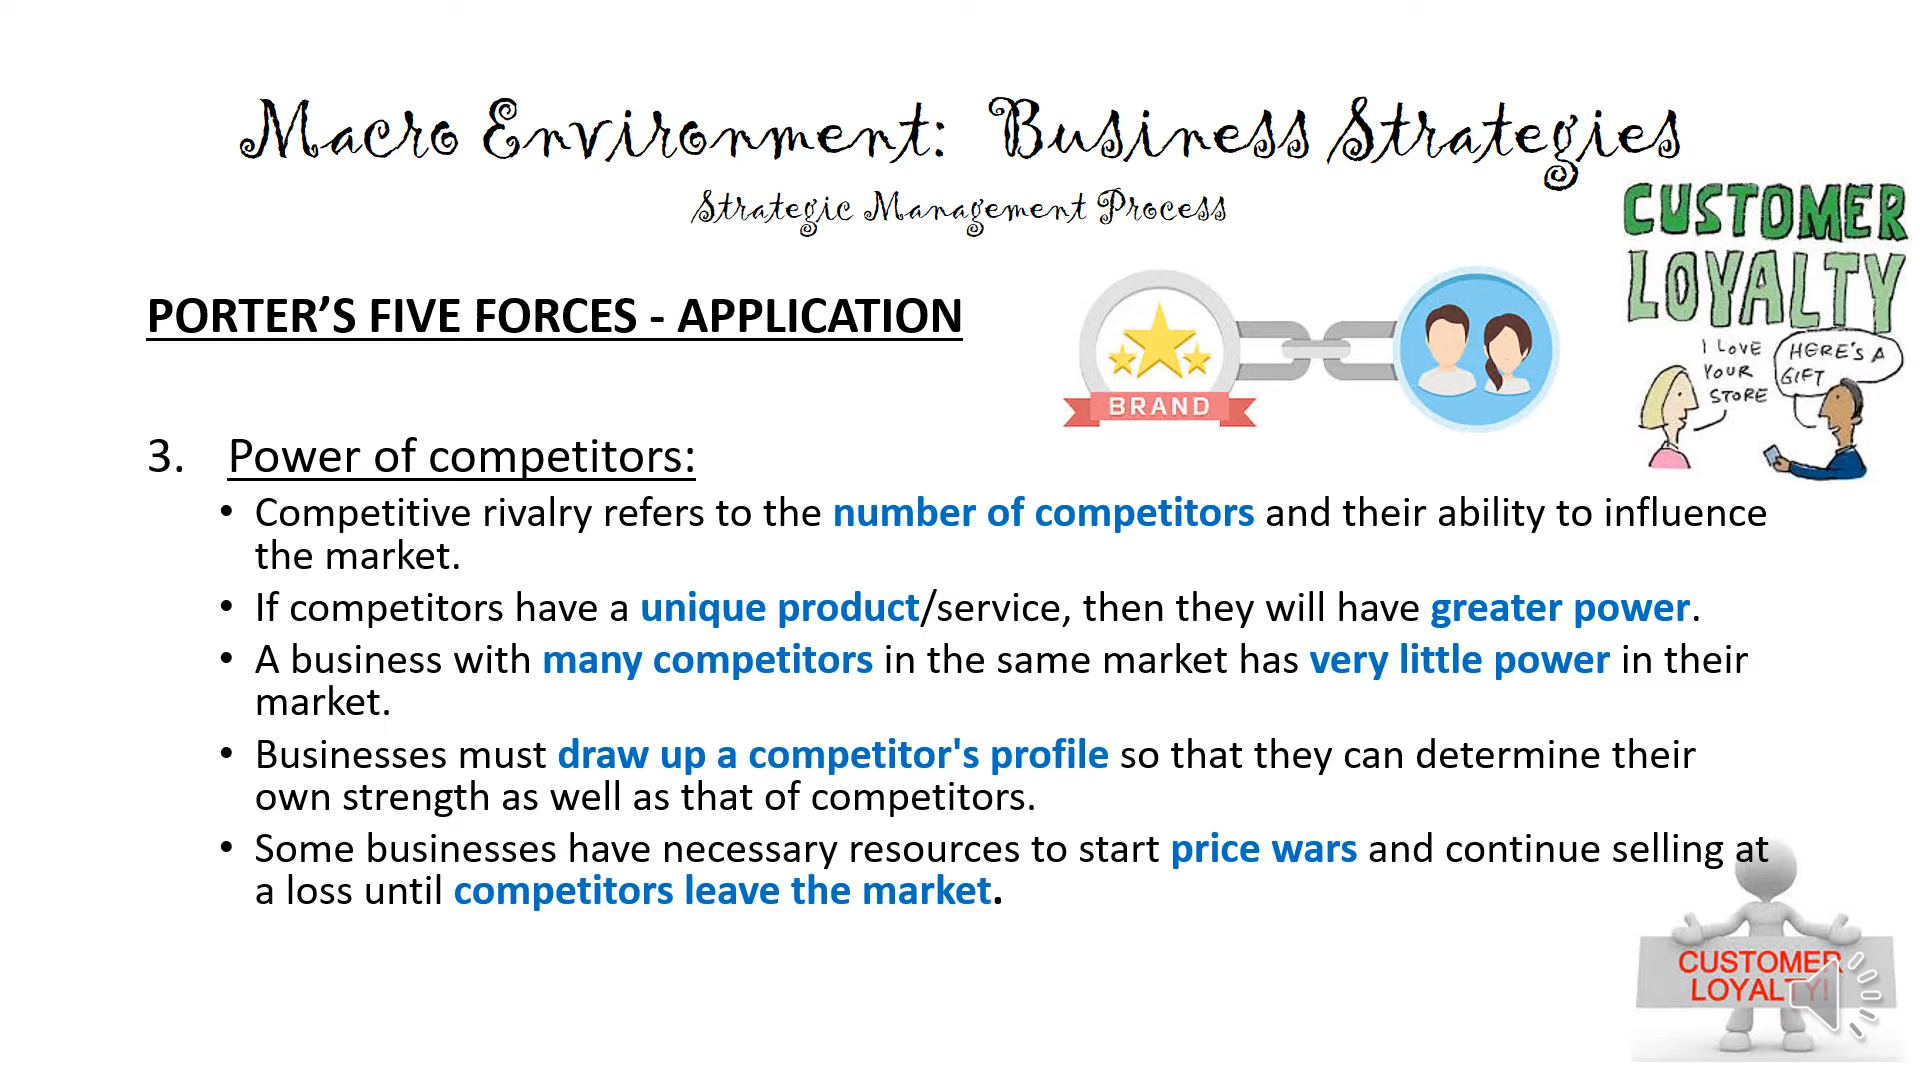 Macro Environment: Business Strategies
Strategic Management Process
CUSTOMER
LOYALTY
I LOVE
YOUR
STORE
HERE'S A
GIFT
PORTER’S FIVE FORCES - APPLICATION
BRAND
3. Power of competitors:
• Competitive rivalry refers to the number of competitors and their ability to influence
the market.
• If competitors have a unique product/service, then they will have greater power.
• A business with many competitors in the same market has very little power in their
market.
• Businesses must draw up a competitor's profile so that they can determine their
own strength as well as that of competitors.
• Some businesses have necessary resources to start price wars and continue selling at
a loss until competitors leave the market.
CUSTOMER
LOYALTY!